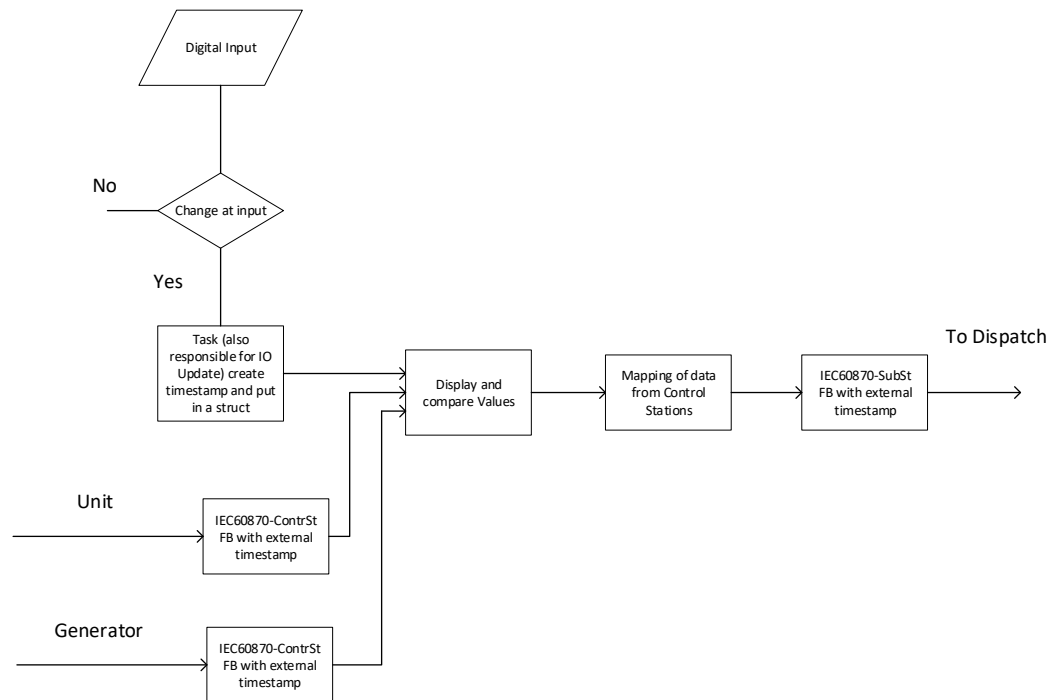 Digital Input
No
Change at input
Yes
Task (also
responsible for IO
Update) create
timestamp and put
in a struct
Display and
compare Values
Mapping of data
from Control
Stations
IEC60870-SubSt
FB with external
timestamp
To Dispatch
Unit
IEC60870-ContrSt
FB with external
timestamp
Generator
IEC60870-ContrSt
FB with external
timestamp